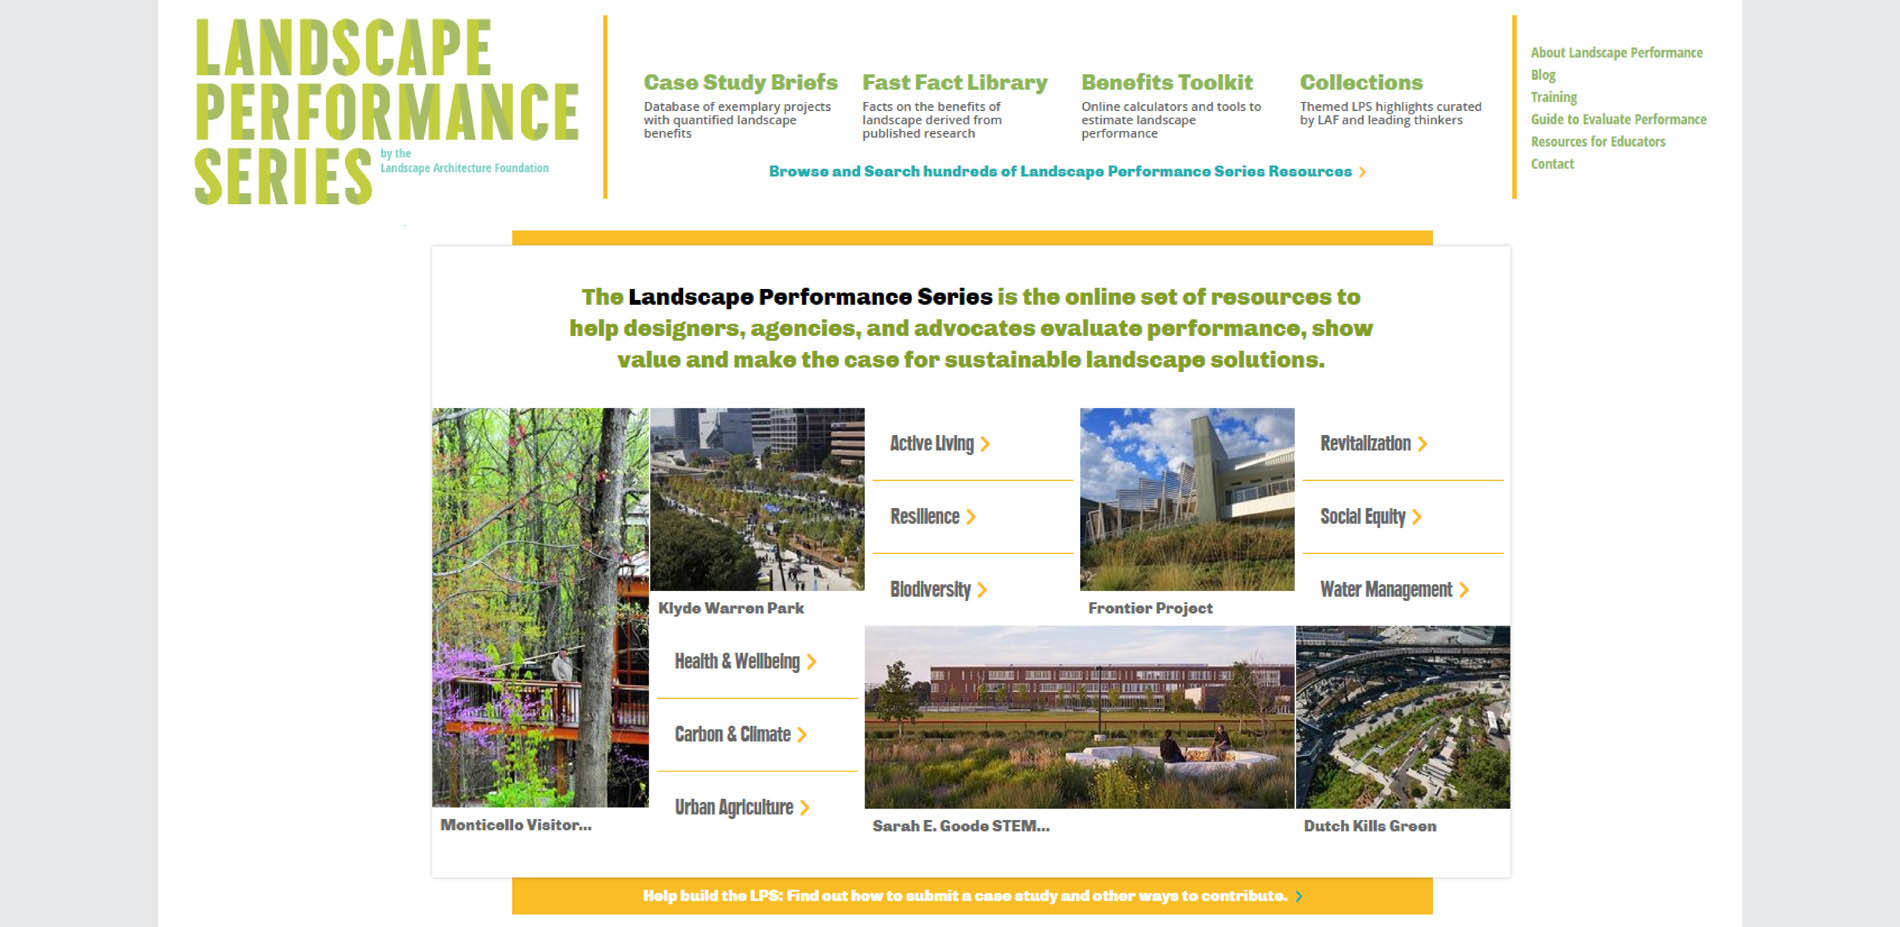 LANDSCAPE
PERFORMANCE
SERIES
by the
Landscape Architecture Foundation
Case Study Briefs
Database of exemplary projects
with quantified landscape
benefits
Fast Fact Library
Facts on the benefits of
landscape derived from
published research
Benefits Toolkit
Online calculators and tools to
estimate landscape
performance
Collections
Themed LPS highlights curated
by LAF and leading thinkers
Browse and Search hundreds of Landscape Performance Series Resources
About Landscape Performance
Blog
Training
Guide to Evaluate Performance
Resources for Educators
Contact
The Landscape Performance Series is the online set of resources to
help designers, agencies, and advocates evaluate performance, show
value and make the case for sustainable landscape solutions.
Active Living
Resilience
Biodiversity
Revitalization
Social Equity
Water Management
Klyde Warren Park
Frontier Project
Health & Wellbeing
Carbon & Climate
Urban Agriculture
Monticello Visitor...
Sarah E. Goode STEM...
Dutch Kills Green
Help build the LPS: Find out how to submit a case study and other ways to contribute.